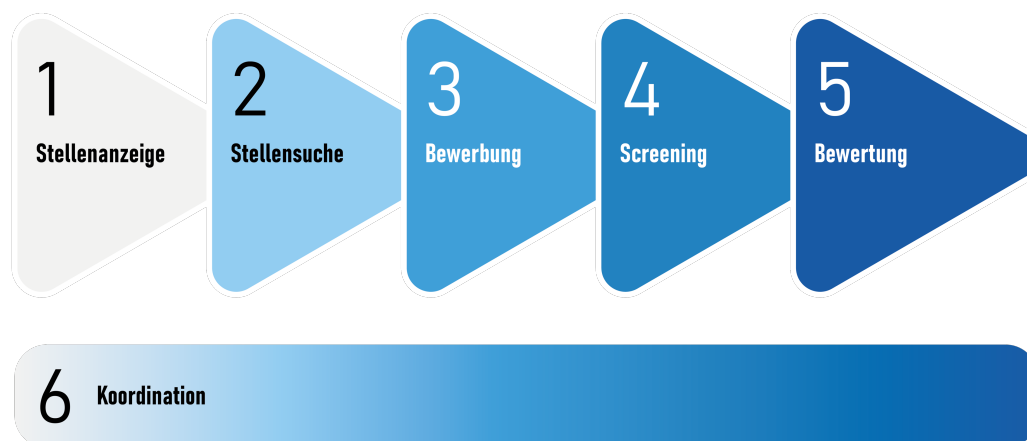 1
Stellenanzeige
2
Stellensuche
3
Bewerbung
4
Screening
5
Bewertung
6 Koordination